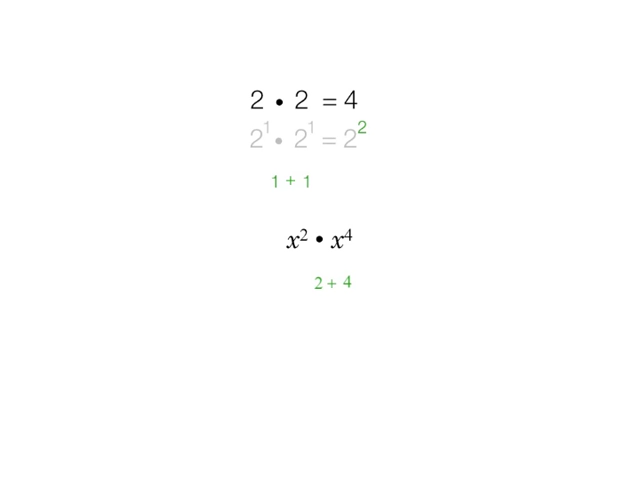 2 • 2 = 4
2¹ • 2¹ = 2²
1 + 1
x² • x⁴
2 + 4